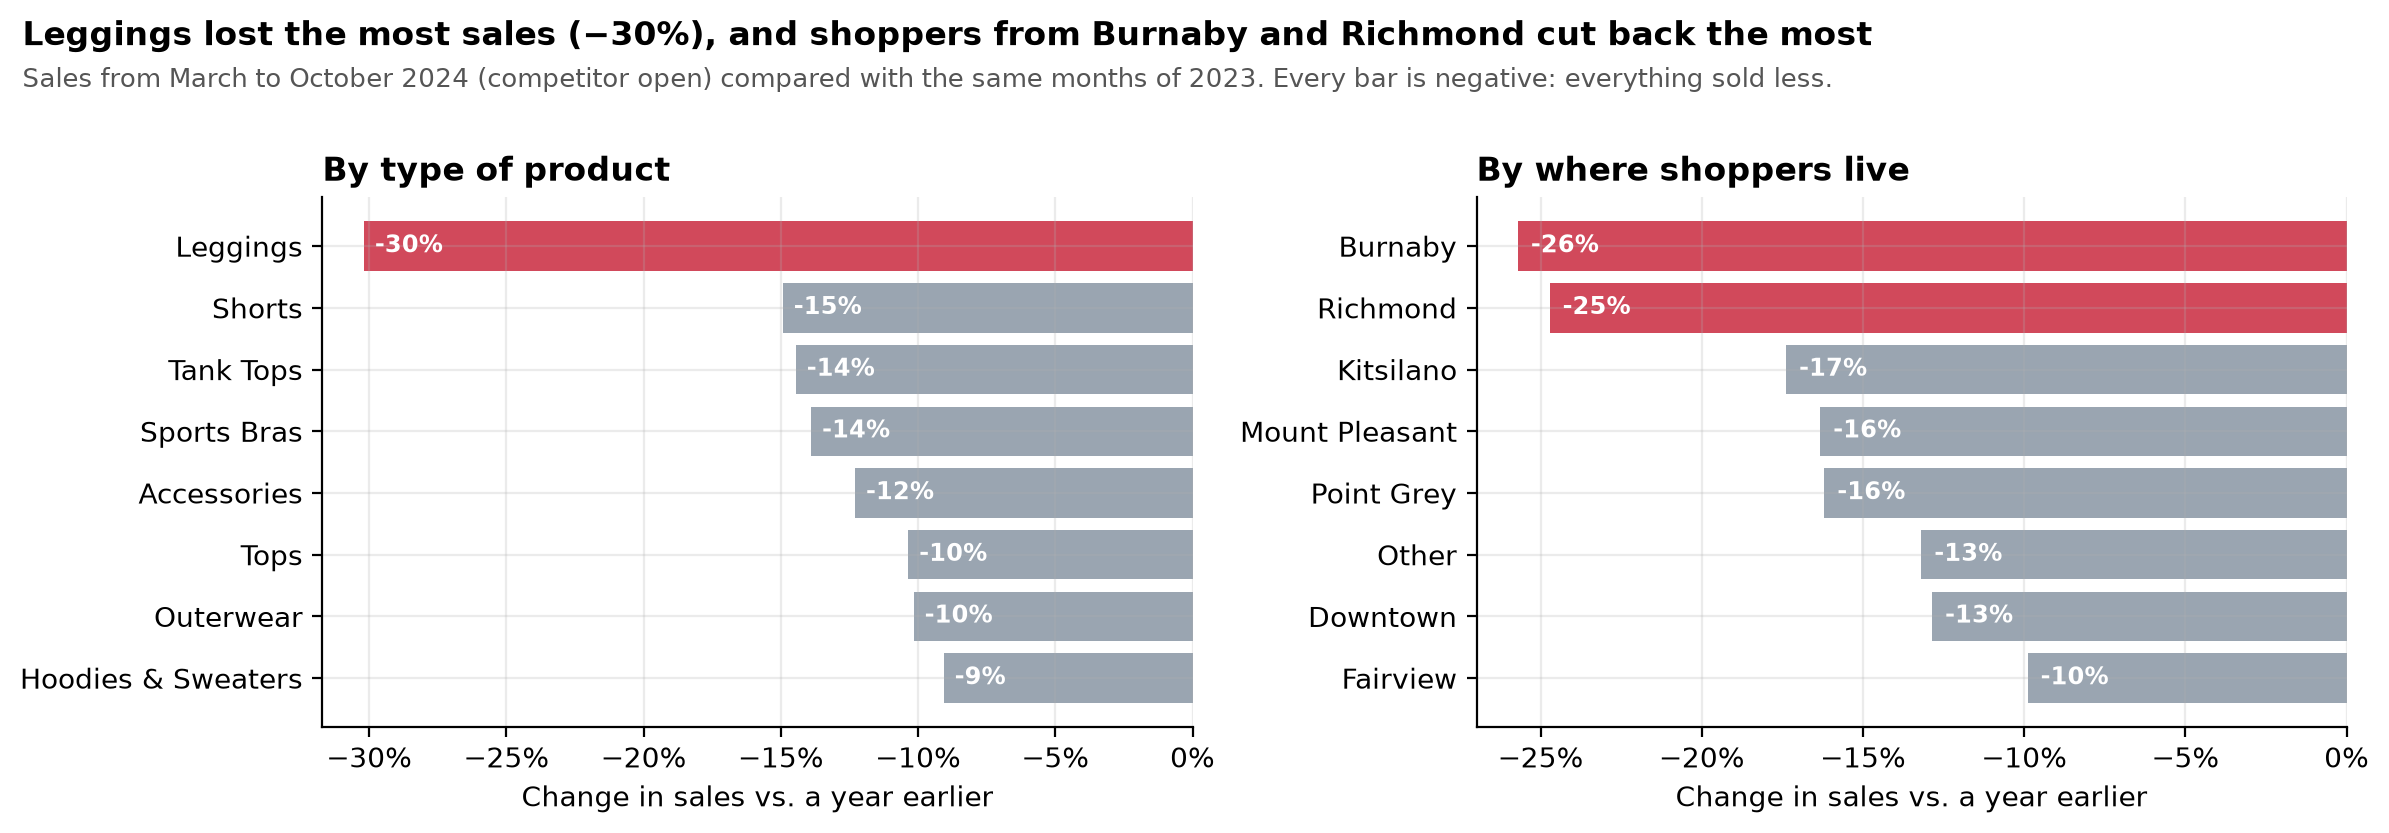 Leggings lost the most sales (−30%), and shoppers from Burnaby and Richmond cut back the most
Sales from March to October 2024 (competitor open) compared with the same months of 2023. Every bar is negative: everything sold less.
By type of product
Leggings -30%
Shorts -15%
Tank Tops -14%
Sports Bras -14%
Accessories -12%
Tops -10%
Outerwear -10%
Hoodies & Sweaters -9%
−30% −25% −20% −15% −10% −5% 0%
Change in sales vs. a year earlier
By where shoppers live
Burnaby -26%
Richmond -25%
Kitsilano -17%
Mount Pleasant -16%
Point Grey -16%
Other -13%
Downtown -13%
Fairview -10%
−25% −20% −15% −10% −5% 0%
Change in sales vs. a year earlier